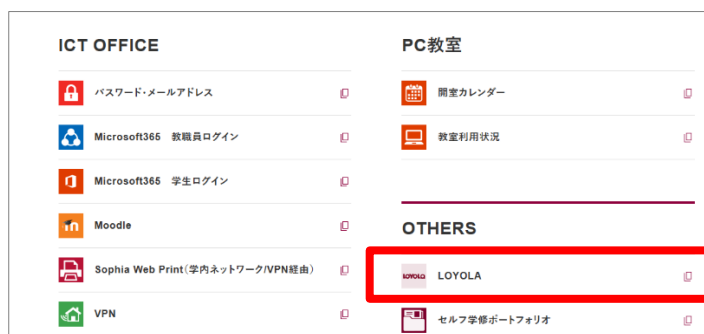 ICT OFFICE
パスワード・メールアドレス
Microsoft365　教職員ログイン
Microsoft365　学生ログイン
Moodle
Sophia Web Print(学内ネットワーク/VPN経由)
VPN
PC教室
開室カレンダー
教室利用状況
OTHERS
LOYOLA LOYOLA
セルフ学修ポートフォリオ